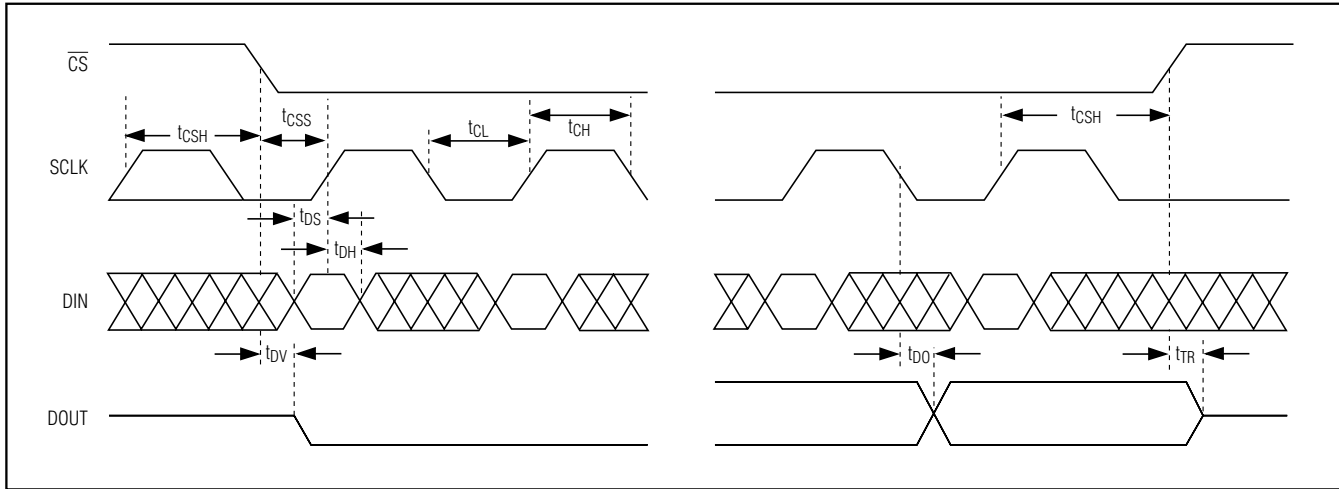 CS
tCSH
tCSS
tCL
tCH
tCSH
SCLK
tDS
tDH
DIN
tDV
tDO
tTR
DOUT